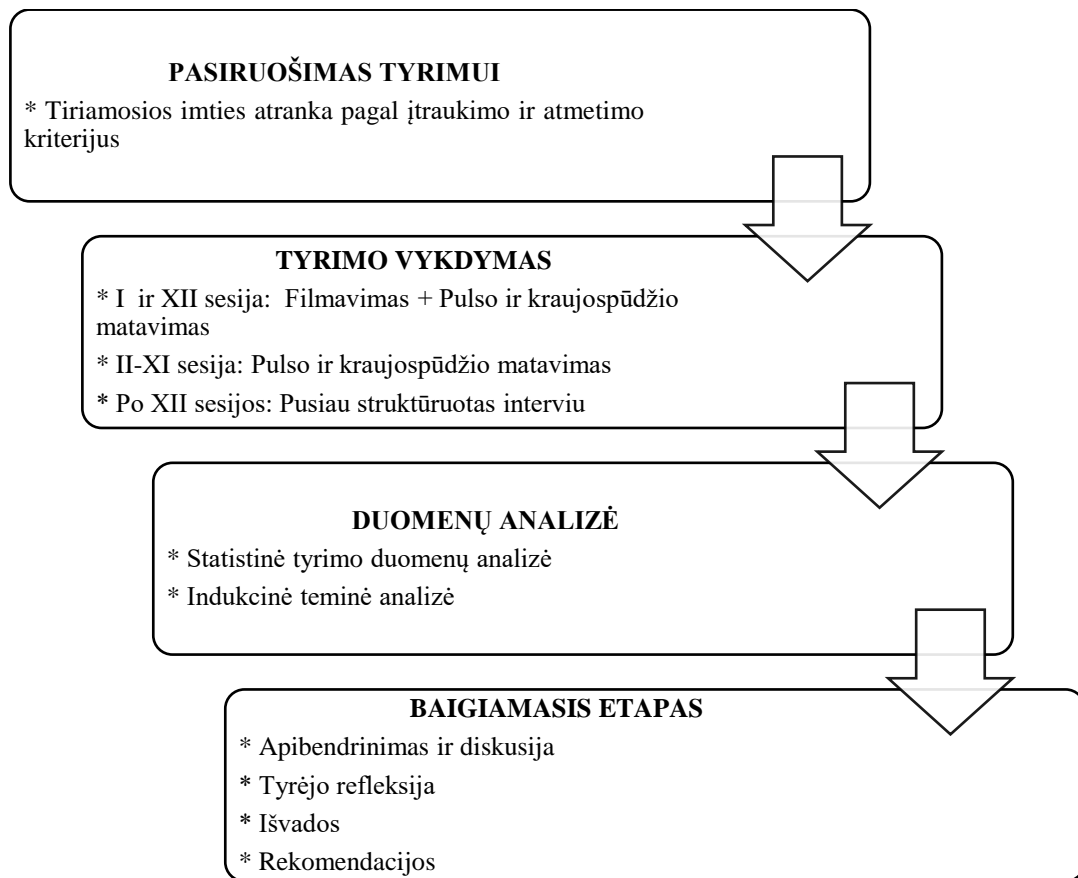 PASIRUOŠIMAS TYRIMUI
* Tiriamosios imties atranka pagal įtraukimo ir atmetimo
kriterijus
TYRIMO VYKDYMAS
* I ir XII sesija: Filmavimas + Pulso ir kraujospūdžio
matavimas
* II-XI sesija: Pulso ir kraujospūdžio matavimas
* Po XII sesijos: Pusiau struktūruotas interviu
DUOMENŲ ANALIZĖ
* Statistinė tyrimo duomenų analizė
* Indukcinė teminė analizė
BAIGIAMASIS ETAPAS
* Apibendrinimas ir diskusija
* Tyrėjo refleksija
* Išvados
* Rekomendacijos